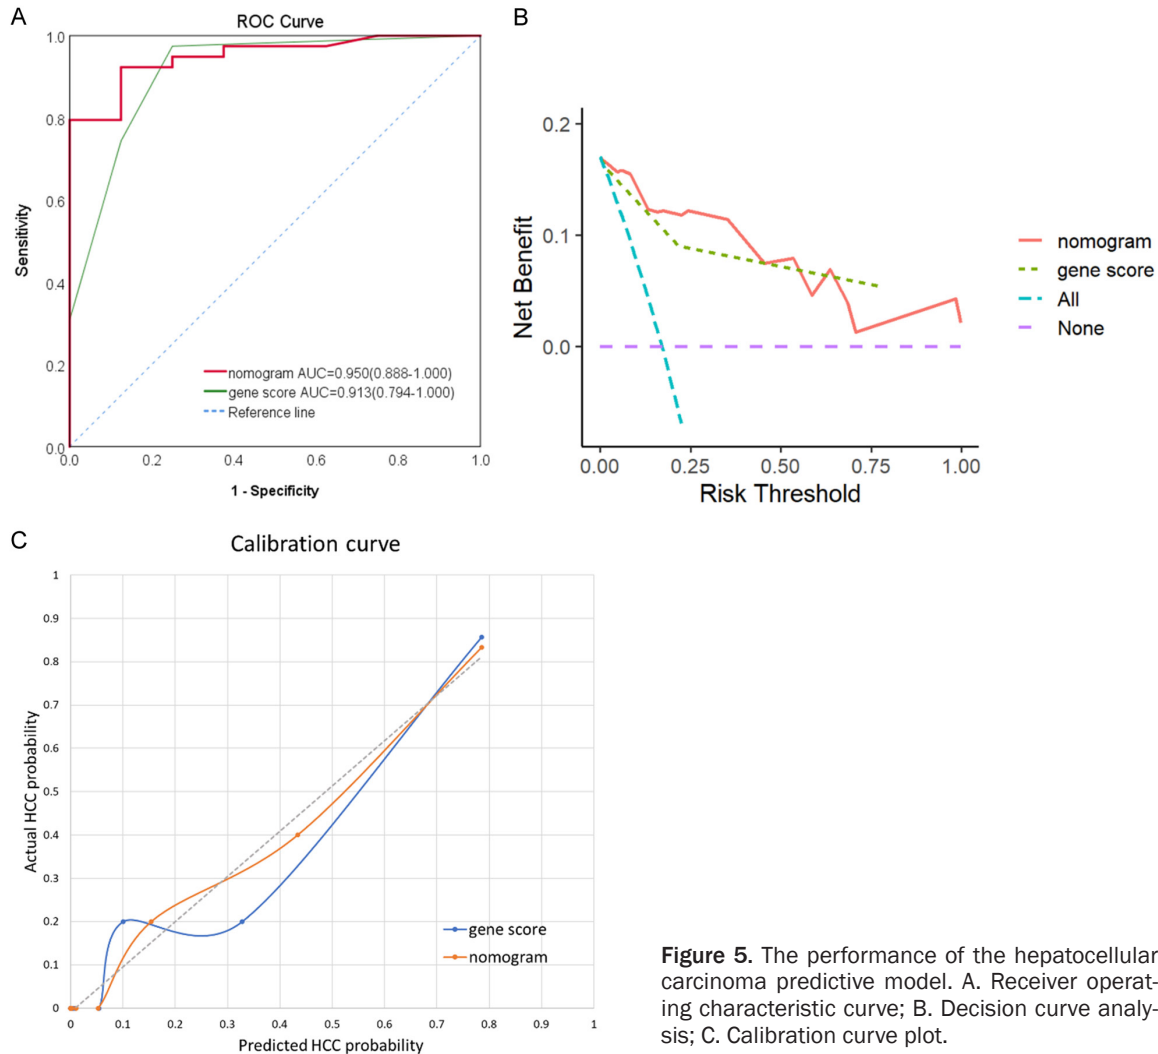 A
ROC Curve
1.0
0.8
0.6
0.4
0.2
0.0
Sensitivity
nomogram AUC=0.950(0.888-1.000)
gene score AUC=0.913(0.794-1.000)
Reference line
0.0 0.2 0.4 0.6 0.8 1.0
1 - Specificity
B
0.2
0.1
0.0
Net Benefit
0.00 0.25 0.50 0.75 1.00
Risk Threshold
nomogram
gene score
All
None
C
Calibration curve
1
0.9
0.8
0.7
0.6
0.5
0.4
0.3
0.2
0.1
0
Actual HCC probability
gene score
nomogram
0 0.1 0.2 0.3 0.4 0.5 0.6 0.7 0.8 0.9 1
Predicted HCC probability
Figure 5. The performance of the hepatocellular
carcinoma predictive model. A. Receiver operat-
ing characteristic curve; B. Decision curve analy-
sis; C. Calibration curve plot.